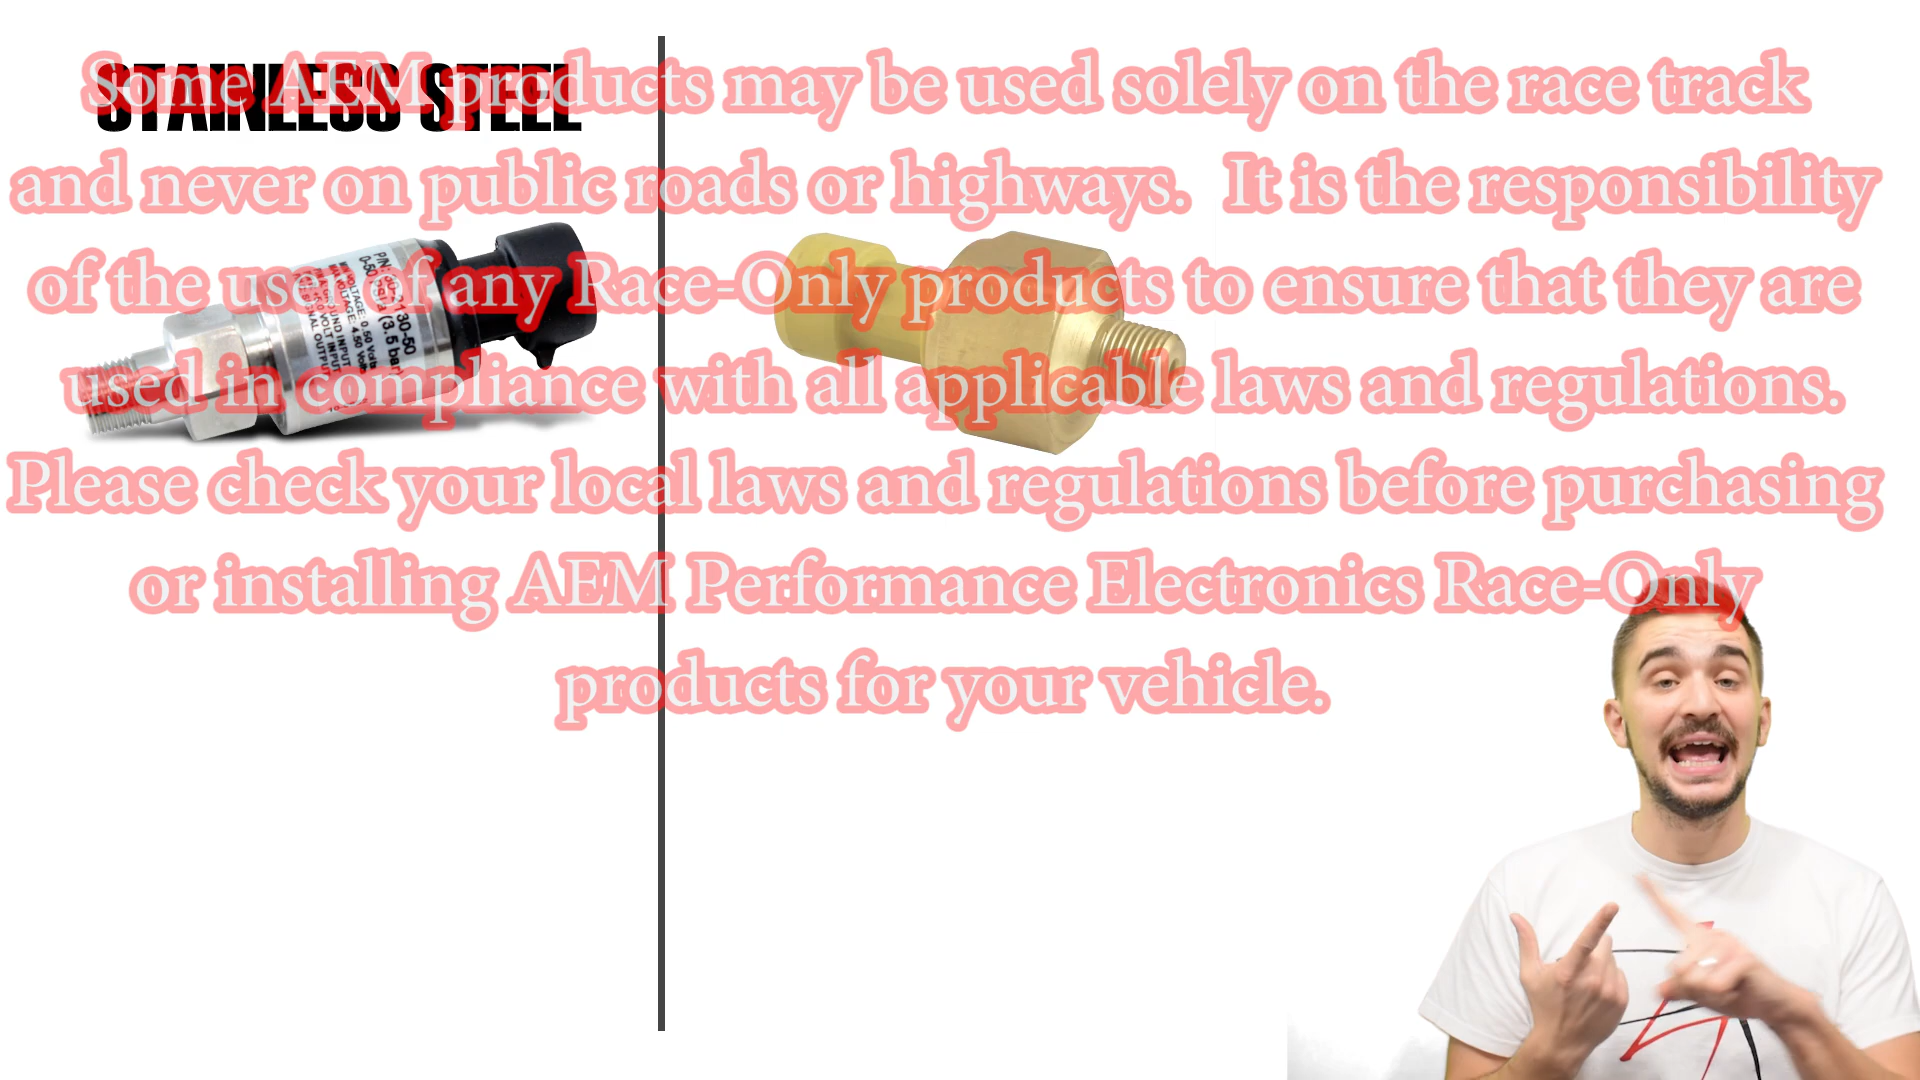 STAINLESS STEEL
Some AEM products may be used solely on the race track
and never on public roads or highways.  It is the responsibility
of the user of any Race-Only products to ensure that they are
used in compliance with all applicable laws and regulations.
Please check your local laws and regulations before purchasing
or installing AEM Performance Electronics Race-Only
products for your vehicle.
(3.5 bar)